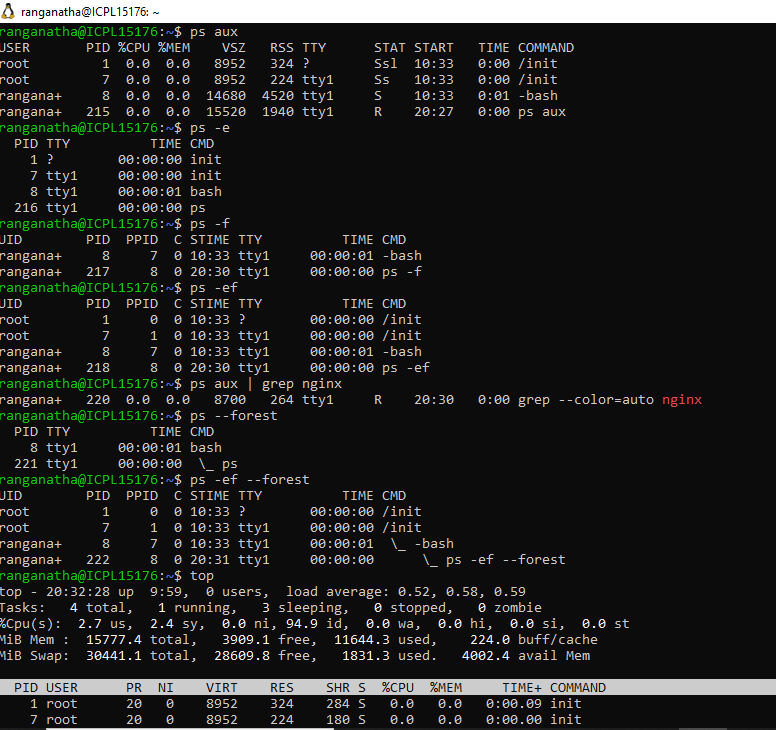 ranganatha@ICPL15176: ~
ranganatha@ICPL15176:~$ ps aux
USER       PID %CPU %MEM    VSZ   RSS TTY      STAT START   TIME COMMAND
root         1  0.0  0.0   8952   324 ?        Ssl  10:33   0:00 /init
root         7  0.0  0.0   8952   224 tty1     Ss   10:33   0:00 /init
rangana+     8  0.0  0.0  14680  4520 tty1     S    10:33   0:01 -bash
rangana+   215  0.0  0.0  15520  1940 tty1     R    20:27   0:00 ps aux
ranganatha@ICPL15176:~$ ps -e
  PID TTY          TIME CMD
    1 ?        00:00:00 init
    7 tty1     00:00:00 init
    8 tty1     00:00:01 bash
  216 tty1     00:00:00 ps
ranganatha@ICPL15176:~$ ps -f
UID        PID  PPID  C STIME TTY          TIME CMD
rangana+     8     7  0 10:33 tty1     00:00:01 -bash
rangana+   217     8  0 20:30 tty1     00:00:00 ps -f
ranganatha@ICPL15176:~$ ps -ef
UID        PID  PPID  C STIME TTY          TIME CMD
root         1     0  0 10:33 ?        00:00:00 /init
root         7     1  0 10:33 tty1     00:00:00 /init
rangana+     8     7  0 10:33 tty1     00:00:01 -bash
rangana+   218     8  0 20:30 tty1     00:00:00 ps -ef
ranganatha@ICPL15176:~$ ps aux | grep nginx
rangana+   220  0.0  0.0   8700   264 tty1     R    20:30   0:00 grep --color=auto nginx
ranganatha@ICPL15176:~$ ps --forest
  PID TTY          TIME CMD
    8 tty1     00:00:01 bash
  221 tty1     00:00:00  \_ ps
ranganatha@ICPL15176:~$ ps -ef --forest
UID        PID  PPID  C STIME TTY          TIME CMD
root         1     0  0 10:33 ?        00:00:00 /init
root         7     1  0 10:33 tty1     00:00:00 /init
rangana+     8     7  0 10:33 tty1     00:00:01  \_ -bash
rangana+   222     8  0 20:31 tty1     00:00:00      \_ ps -ef --forest
ranganatha@ICPL15176:~$ top
top - 20:32:28 up  9:59,  0 users,  load average: 0.52, 0.58, 0.59
Tasks:   4 total,   1 running,   3 sleeping,   0 stopped,   0 zombie
%Cpu(s):  2.7 us,  2.4 sy,  0.0 ni, 94.9 id,  0.0 wa,  0.0 hi,  0.0 si,  0.0 st
MiB Mem :  15777.4 total,   3909.1 free,  11644.3 used,    224.0 buff/cache
MiB Swap:  30441.1 total,  28609.8 free,   1831.3 used.   4002.4 avail Mem
  PID USER      PR  NI    VIRT    RES    SHR S  %CPU  %MEM     TIME+ COMMAND
    1 root      20   0    8952    324    284 S   0.0   0.0   0:00.09 init
    7 root      20   0    8952    224    180 S   0.0   0.0   0:00.00 init